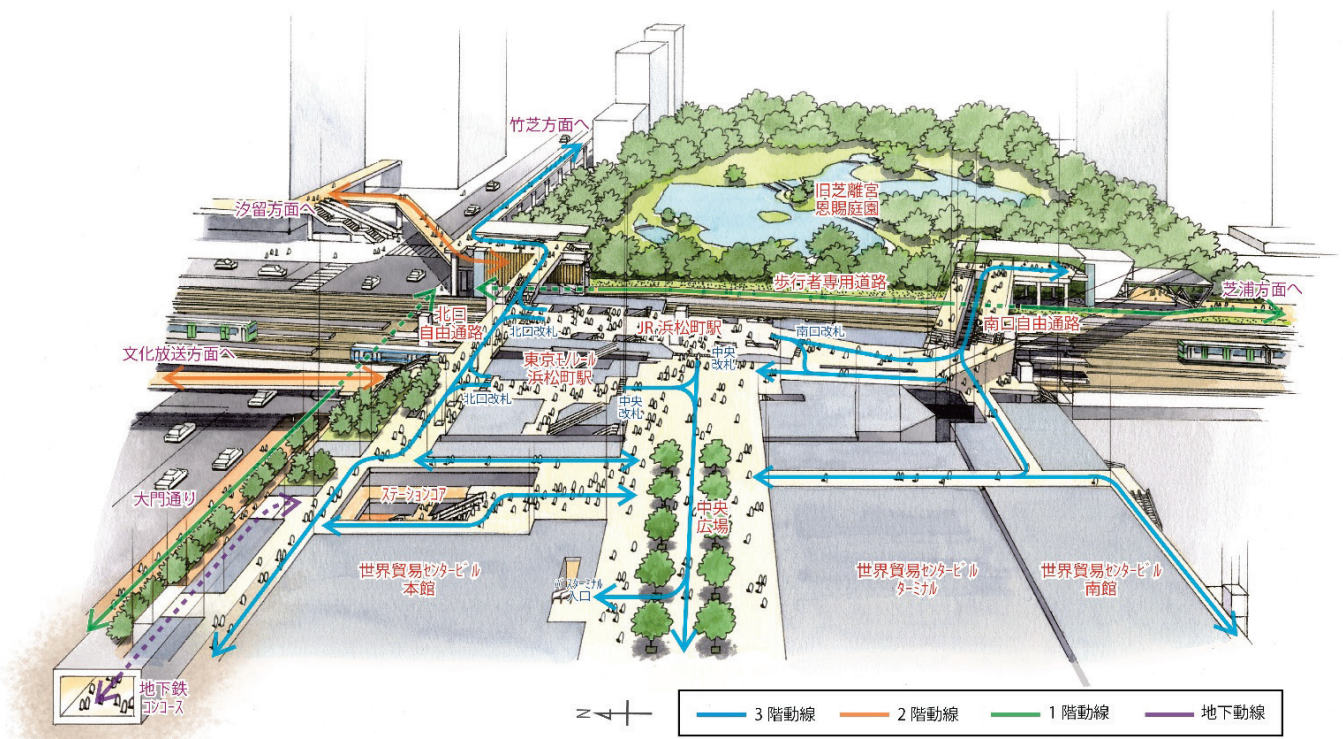 竹芝方面へ
汐留方面へ
旧芝離宮
恩賜庭園
歩行者専用道路
芝浦方面へ
北口
自由通路
北口改札
JR 浜松町駅
南口改札
南口自由通路
文化放送方面へ
東京モノレール
浜松町駅
中央
改札
北口改札
中央
改札
大門通り
ステーションコア
中央
広場
世界貿易センタービル
本館
バスターミナル
入口
世界貿易センタービル
ターミナル
世界貿易センタービル
南館
地下鉄
コンコース
N
3 階動線
2 階動線
1 階動線
地下動線